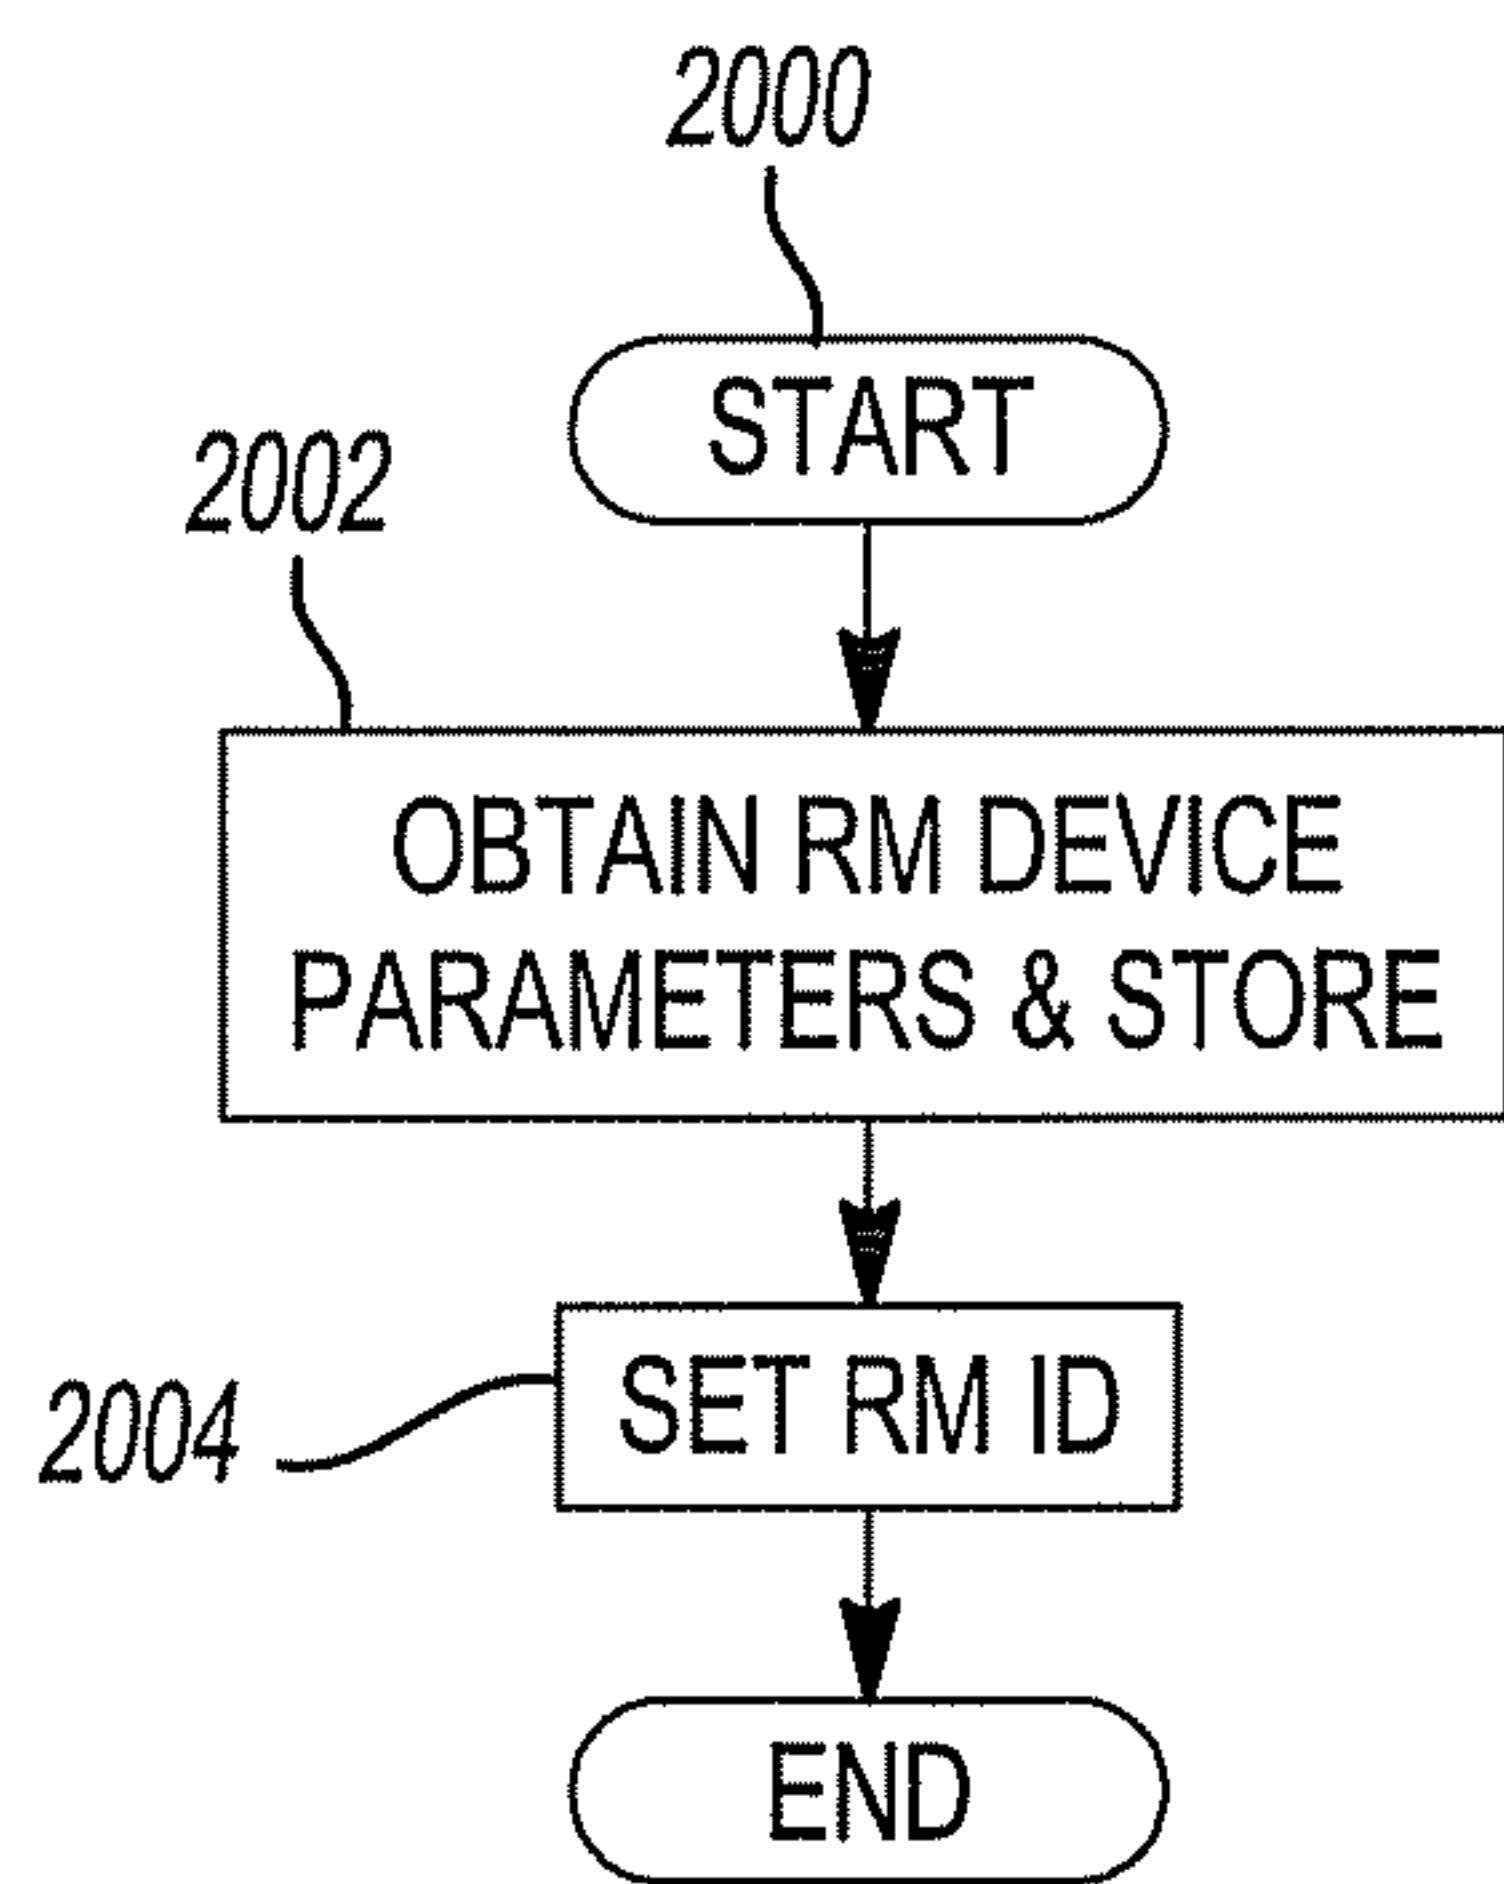 2000
START
2002
OBTAIN RM DEVICE
PARAMETERS & STORE
SET RM ID
2004
END